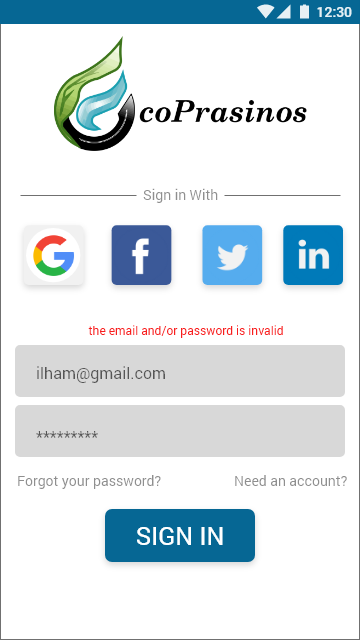 12:30
coPrasinos
Sign in With
G f in
the email and/or password is invalid
ilham@gmail.com
*********
Forgot your password? Need an account?
SIGN IN